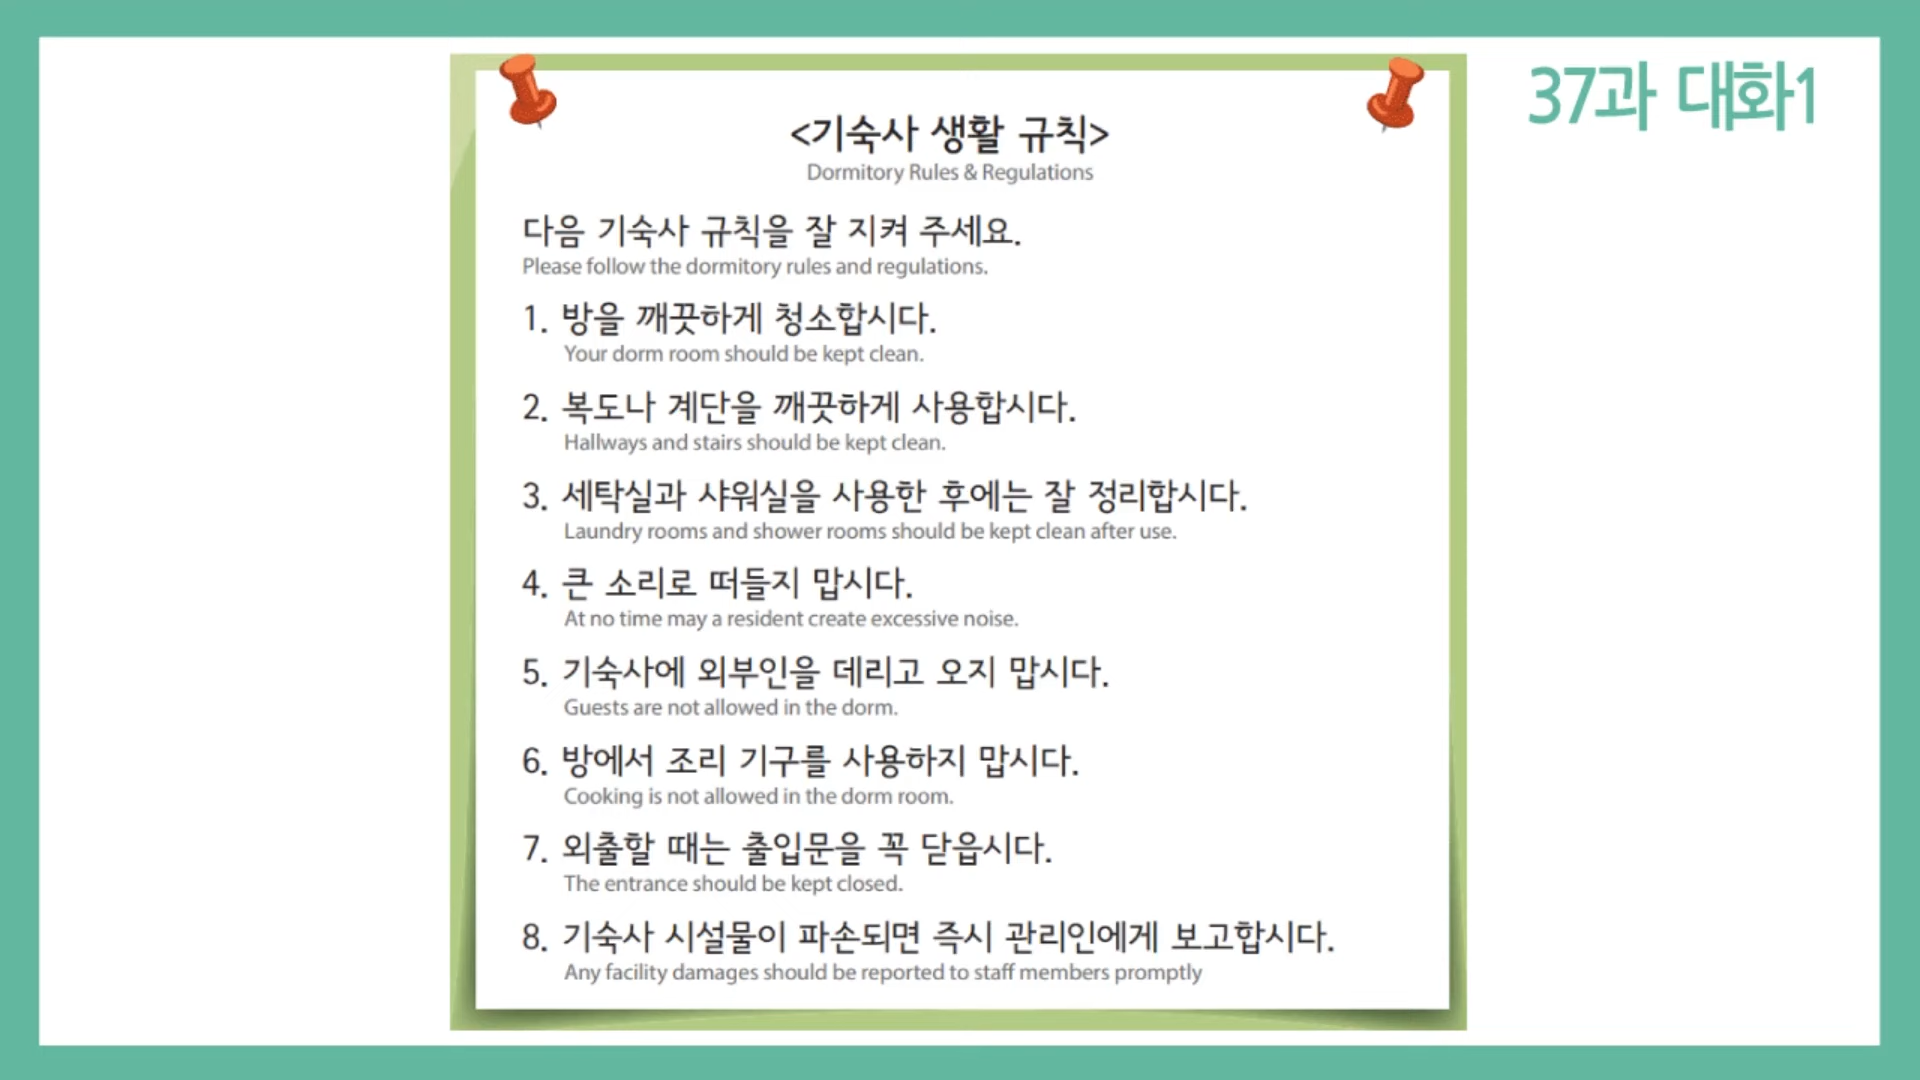 37과 대화1
<기숙사 생활 규칙>
Dormitory Rules & Regulations
다음 기숙사 규칙을 잘 지켜 주세요.
Please follow the dormitory rules and regulations.
1. 방을 깨끗하게 청소합시다.
Your dorm room should be kept clean.
2. 복도나 계단을 깨끗하게 사용합시다.
Hallways and stairs should be kept clean.
3. 세탁실과 샤워실을 사용한 후에는 잘 정리합시다.
Laundry rooms and shower rooms should be kept clean after use.
4. 큰 소리로 떠들지 맙시다.
At no time may a resident create excessive noise.
5. 기숙사에 외부인을 데리고 오지 맙시다.
Guests are not allowed in the dorm.
6. 방에서 조리 기구를 사용하지 맙시다.
Cooking is not allowed in the dorm room.
7. 외출할 때는 출입문을 꼭 닫읍시다.
The entrance should be kept closed.
8. 기숙사 시설물이 파손되면 즉시 관리인에게 보고합시다.
Any facility damages should be reported to staff members promptly